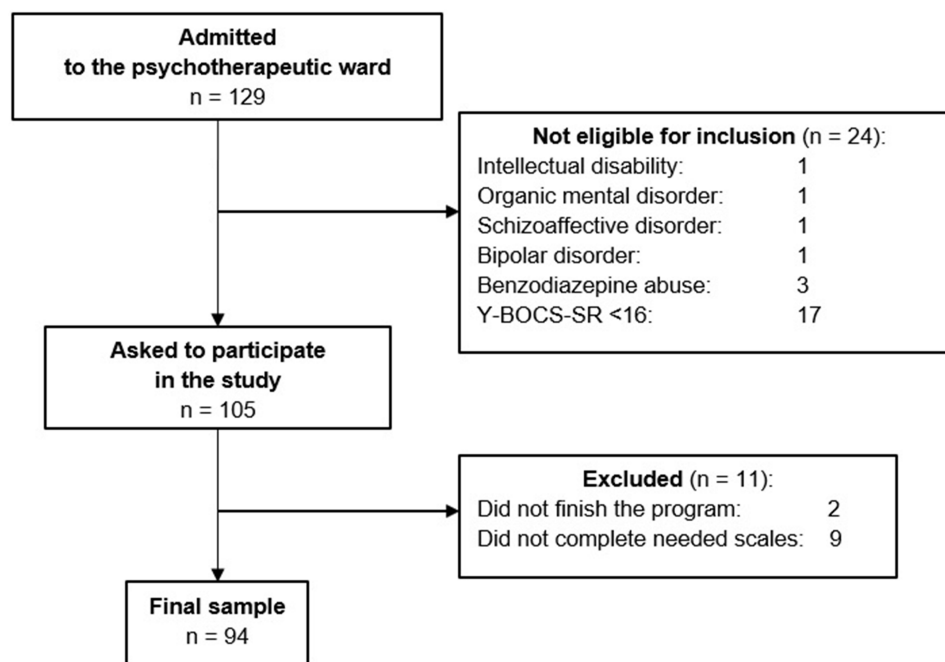 Admitted
to the psychotherapeutic ward
n = 129
Not eligible for inclusion (n = 24):
Intellectual disability: 1
Organic mental disorder: 1
Schizoaffective disorder: 1
Bipolar disorder: 1
Benzodiazepine abuse: 3
Y-BOCS-SR <16: 17
Asked to participate
in the study
n = 105
Excluded (n = 11):
Did not finish the program: 2
Did not complete needed scales: 9
Final sample
n = 94